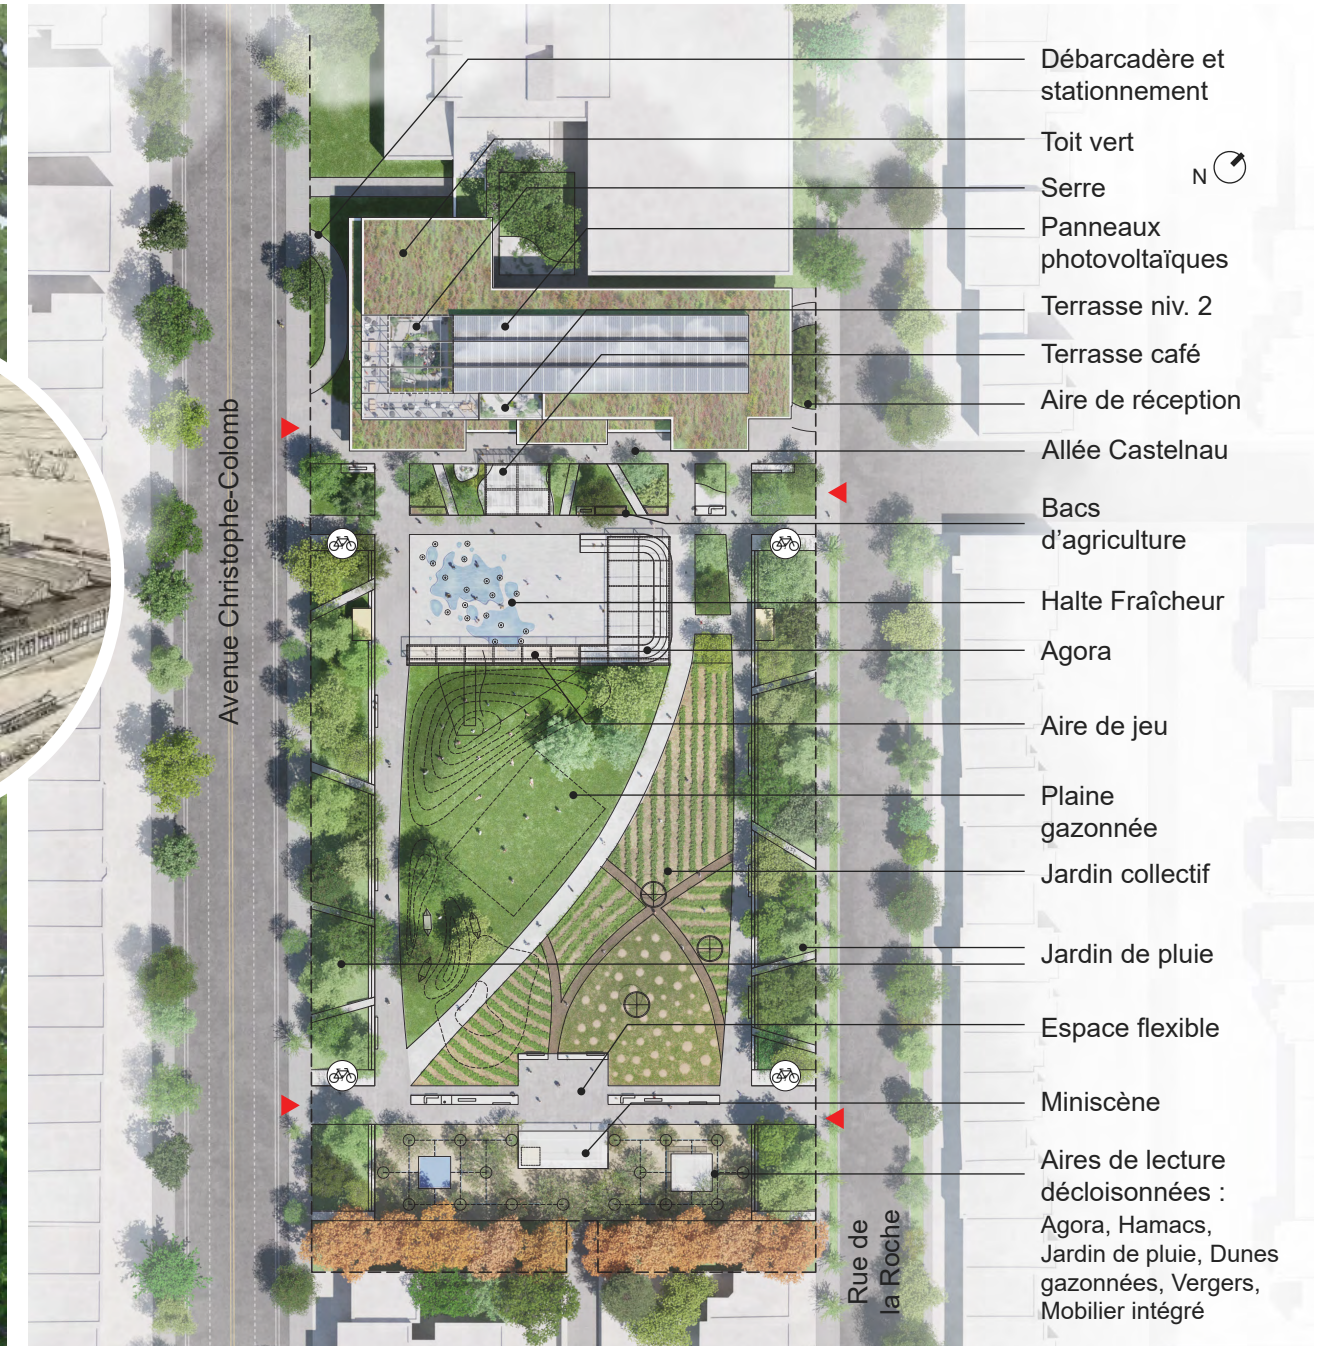 Débarcadère et
stationnement
Toit vert
N
Serre
Panneaux
photovoltaïques
Terrasse niv. 2
Terrasse café
Aire de réception
Allée Castelnau
Bacs
d'agriculture
Halte Fraîcheur
Agora
Aire de jeu
Plaine
gazonnée
Jardin collectif
Jardin de pluie
Espace flexible
Miniscène
Aires de lecture
décloisonnées :
Agora, Hamacs,
Jardin de pluie, Dunes
gazonnées, Vergers,
Mobilier intégré
Avenue Christophe-Colomb
Rue de
la Roche